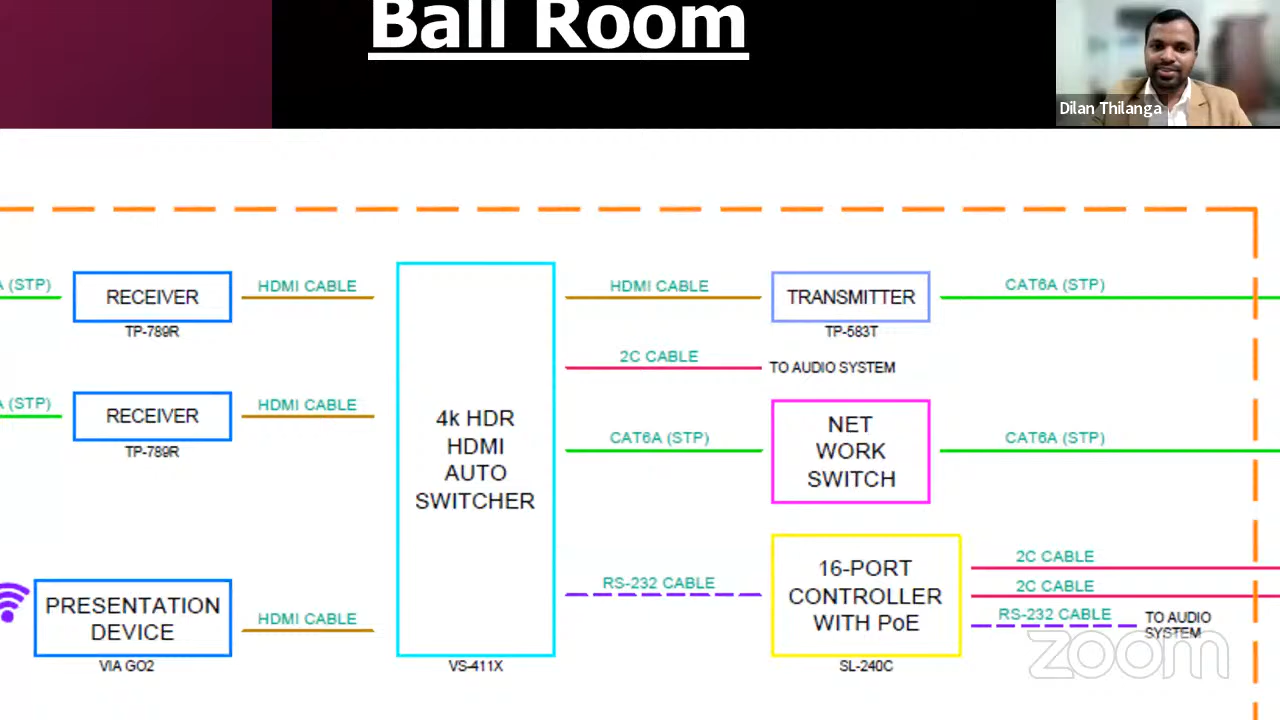 Ball Room
Dilan Thilanga
A (STP)
RECEIVER
TP-789R
HDMI CABLE
HDMI CABLE
TRANSMITTER
TP-583T
CAT6A (STP)
2C CABLE
TO AUDIO SYSTEM
A (STP)
RECEIVER
TP-789R
HDMI CABLE
4k HDR
HDMI
AUTO
SWITCHER
VS-411X
CAT6A (STP)
NET
WORK
SWITCH
CAT6A (STP)
PRESENTATION
DEVICE
VIA GO2
HDMI CABLE
RS-232 CABLE
16-PORT
CONTROLLER
WITH PoE
SL-240C
2C CABLE
2C CABLE
RS-232 CABLE
TO AUDIO
SYSTEM
zoom